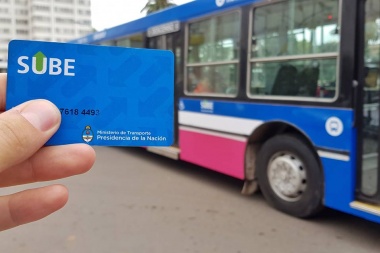 SUBE
7618 4493
Ministerio de Transporte
Presidencia de la Nación